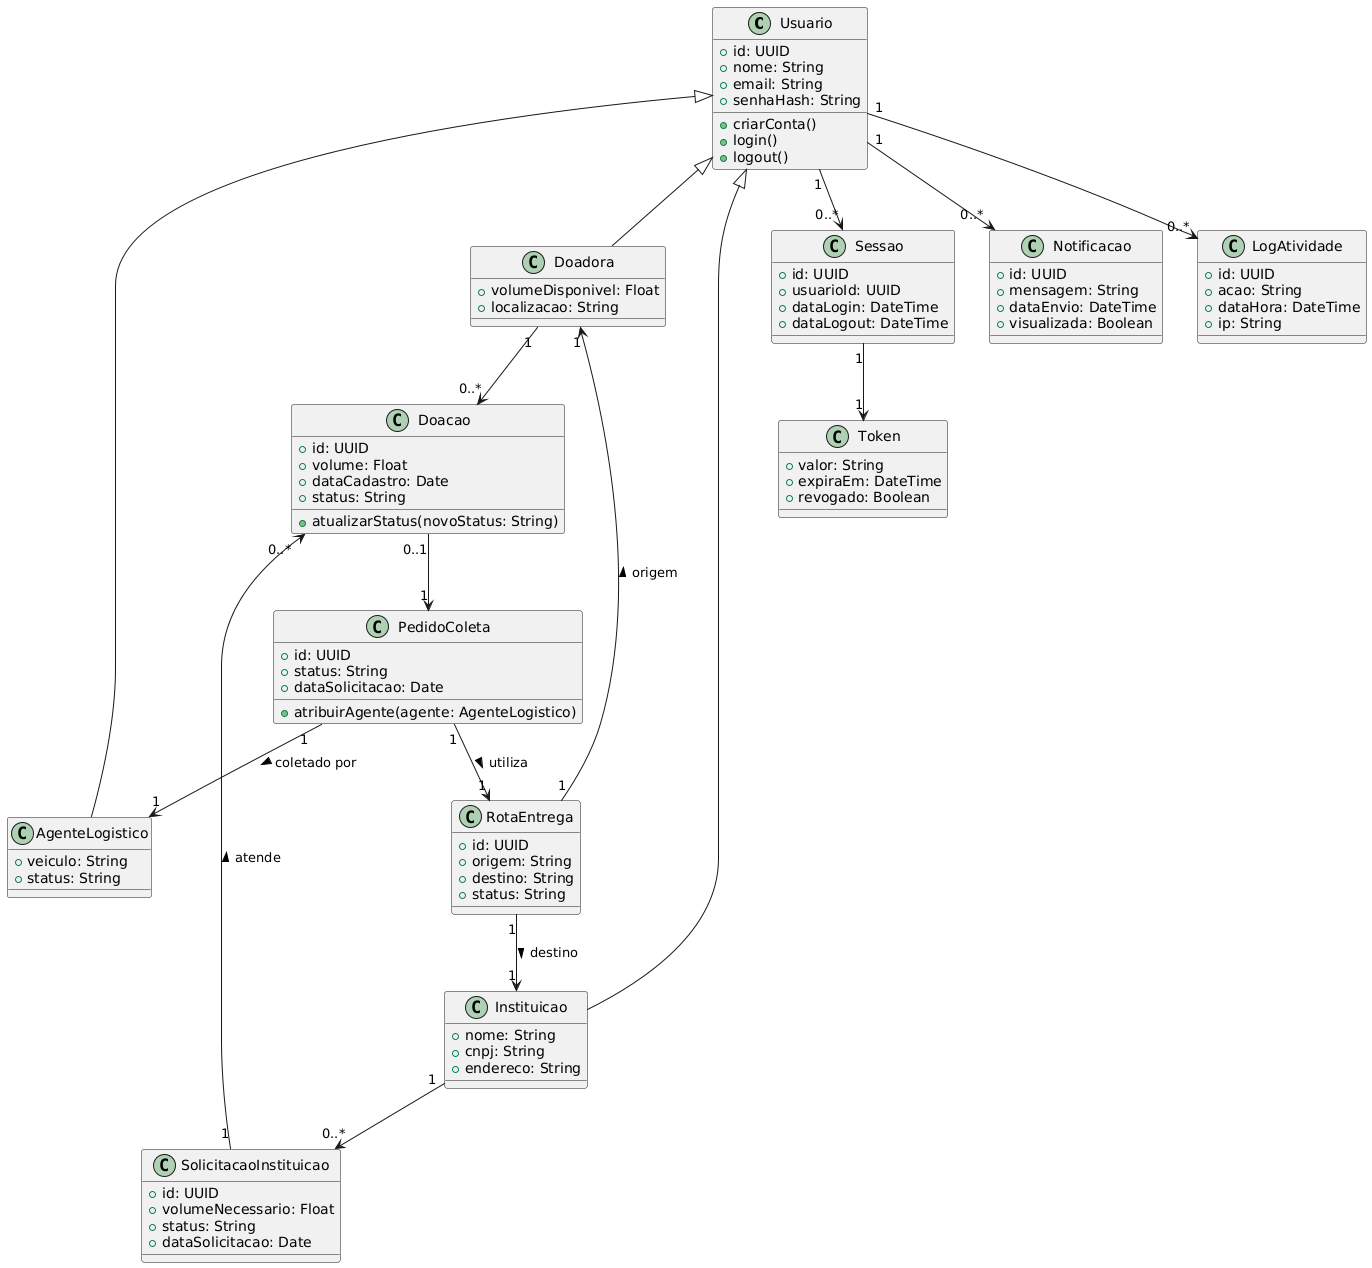 C Usuario
id: UUID
nome: String
email: String
senhaHash: String
criarConta()
login()
logout()
1
1
1
0..*
0..*
0..*
C Doadora
volumeDisponivel: Float
localizacao: String
1
1
C Sessao
id: UUID
usuarioId: UUID
dataLogin: DateTime
dataLogout: DateTime
C Notificacao
id: UUID
mensagem: String
dataEnvio: DateTime
visualizada: Boolean
C LogAtividade
id: UUID
acao: String
dataHora: DateTime
ip: String
1
1
0..*
C Doacao
id: UUID
volume: Float
dataCadastro: Date
status: String
atualizarStatus(novoStatus: String)
C Token
valor: String
expiraEm: DateTime
revogado: Boolean
0..*
0..1
1
origem
C PedidoColeta
id: UUID
status: String
dataSolicitacao: Date
atribuirAgente(agente: AgenteLogistico)
1
1
coletado por
utiliza
1
1
1
C AgenteLogistico
veiculo: String
status: String
atende
C RotaEntrega
id: UUID
origem: String
destino: String
status: String
1
destino
1
C Instituicao
nome: String
cnpj: String
endereco: String
1
1
0..*
C SolicitacaoInstituicao
id: UUID
volumeNecessario: Float
status: String
dataSolicitacao: Date